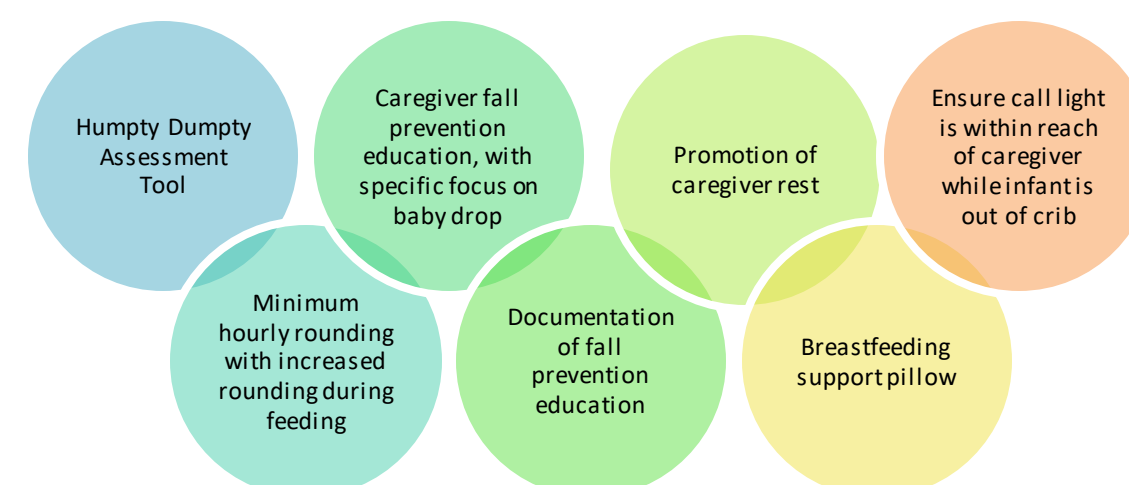 Humpty Dumpty
Assessment
Tool
Minimum
hourly rounding
with increased
rounding during
feeding
Caregiver fall
prevention
education, with
specific focus on
baby drop
Documentation
of fall
prevention
education
Promotion of
caregiver rest
Breastfeeding
support pillow
Ensure call light
is within reach
of caregiver
while infant is
out of crib